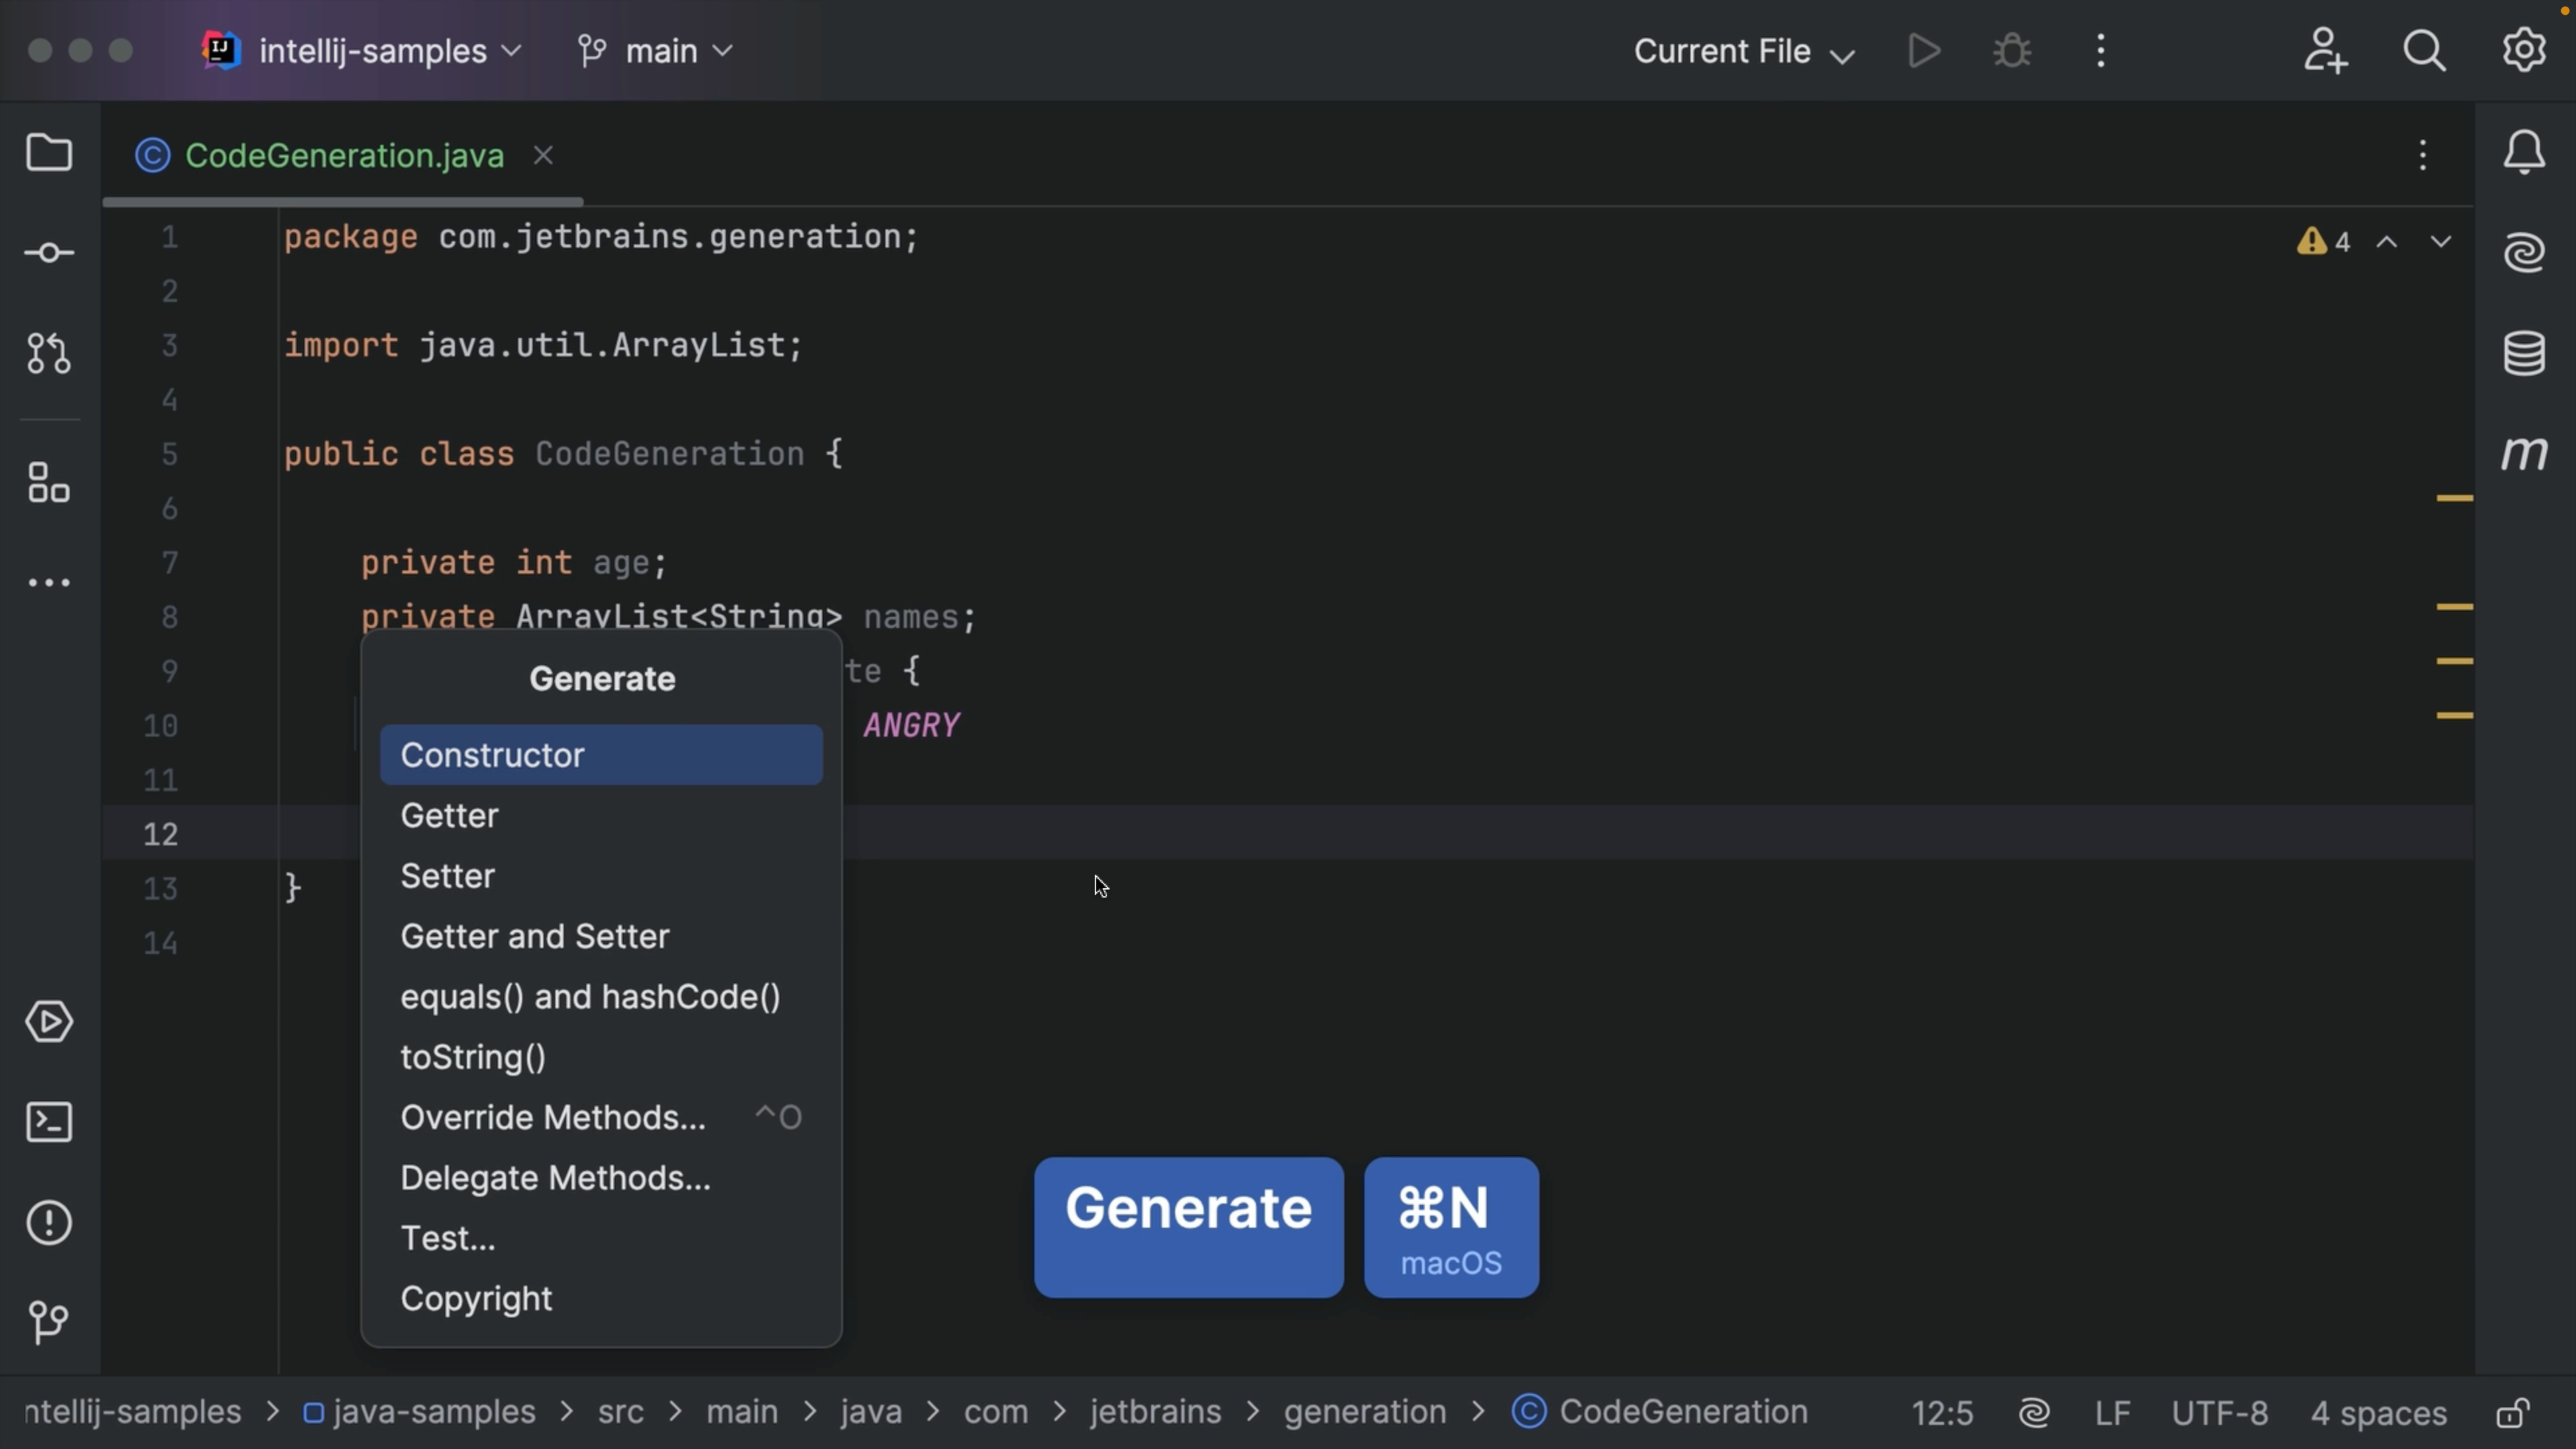 IJ intellij-samples main Current File
CodeGeneration.java
1 package com.jetbrains.generation;
4
2
3 import java.util.ArrayList;
4
5 public class CodeGeneration {
6
7 private int age;
8 private ArrayList<String> names;
9 te {
10 ANGRY
11
12
13 }
14
Generate
Constructor
Getter
Setter
Getter and Setter
equals() and hashCode()
toString()
Override Methods... ^O
Delegate Methods...
Test...
Copyright
Generate
⌘N
macOS
m
ntellij-samples > java-samples > src > main > java > com > jetbrains > generation > CodeGeneration 12:5 LF UTF-8 4 spaces